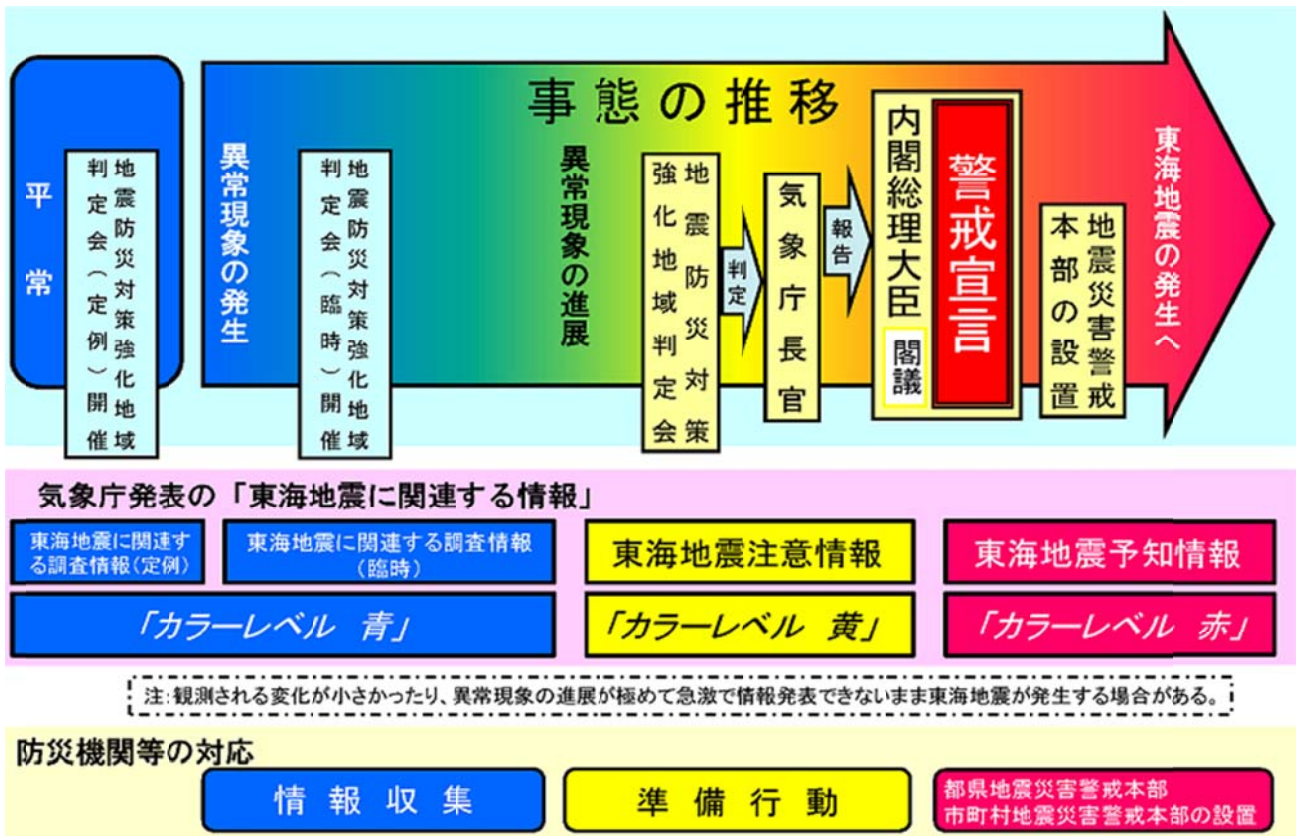 事態の推移
平常
地震防災対策強化地域
判定会(定例)開催
異常現象の発生
地震防災対策強化地域
判定会(臨時)開催
異常現象の進展
地震防災対策
強化地域判定会
判定
気象庁長官
報告
内閣総理大臣
閣議
警戒宣言
地震災害警戒
本部の設置
東海地震の発生へ
気象庁発表の「東海地震に関連する情報」
東海地震に関連す
る調査情報(定例)
東海地震に関連する調査情報
(臨時)
東海地震注意情報
東海地震予知情報
「カラーレベル 青」
「カラーレベル 黄」
「カラーレベル 赤」
注:観測される変化が小さかったり、異常現象の進展が極めて急激で情報発表できないまま東海地震が発生する場合がある。
防災機関等の対応
情報収集
準備行動
都県地震災害警戒本部
市町村地震災害警戒本部の設置